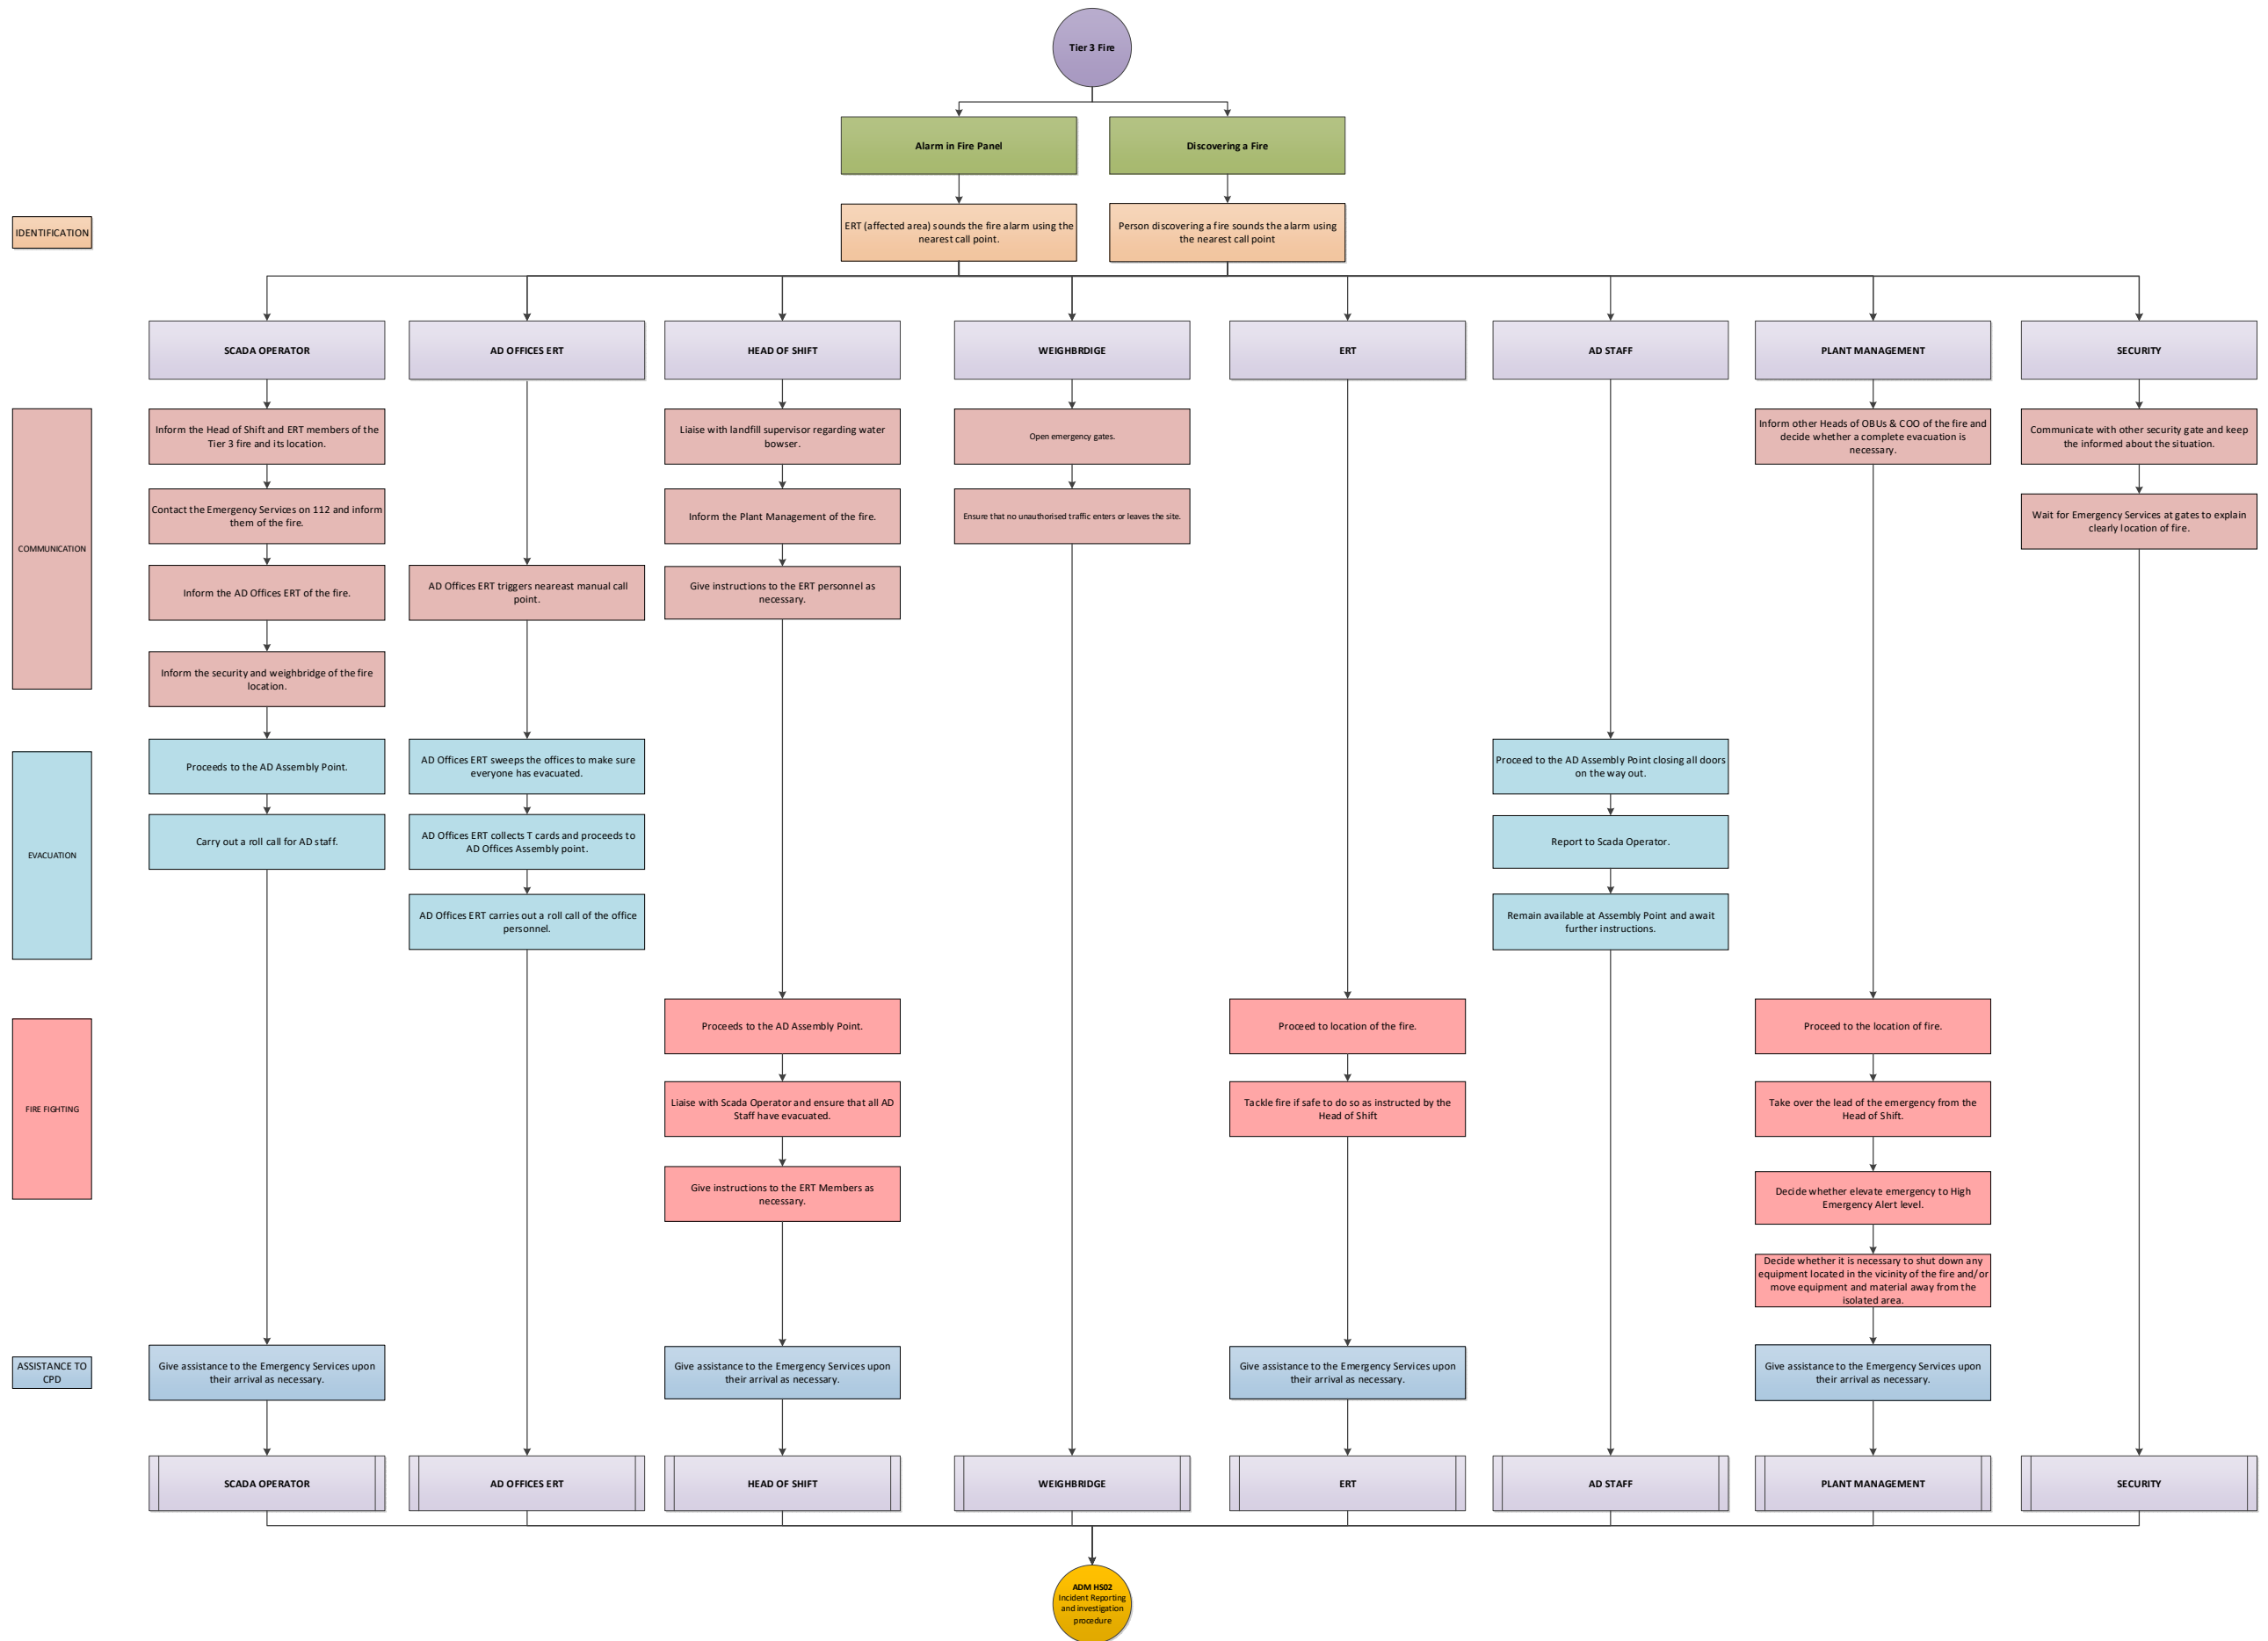 Tier 3 Fire
Alarm in Fire Panel
Discovering a Fire
IDENTIFICATION
ERT (affected area) sounds the fire alarm using the
nearest call point.
Person discovering a fire sounds the alarm using
the nearest call point
SCADA OPERATOR
AD OFFICES ERT
HEAD OF SHIFT
WEIGHBRDIGE
ERT
AD STAFF
PLANT MANAGEMENT
SECURITY
COMMUNICATION
Inform the Head of Shift and ERT members of the
Tier 3 fire and its location.
Liaise with landfill supervisor regarding water
bowser.
Open emergency gates.
Inform other Heads of OBUs & COO of the fire and
decide whether a complete evacuation is
necessary.
Communicate with other security gate and keep
the informed about the situation.
Contact the Emergency Services on 112 and inform
them of the fire.
Inform the Plant Management of the fire.
Ensure that no unauthorised traffic enters or leaves the site.
Wait for Emergency Services at gates to explain
clearly location of fire.
Inform the AD Offices ERT of the fire.
AD Offices ERT triggers neareast manual call
point.
Give instructions to the ERT personnel as
necessary.
Inform the security and weighbridge of the fire
location.
EVACUATION
Proceeds to the AD Assembly Point.
AD Offices ERT sweeps the offices to make sure
everyone has evacuated.
Proceed to the AD Assembly Point closing all doors
on the way out.
Carry out a roll call for AD staff.
AD Offices ERT collects T cards and proceeds to
AD Offices Assembly point.
Report to Scada Operator.
AD Offices ERT carries out a roll call of the office
personnel.
Remain available at Assembly Point and await
further instructions.
FIRE FIGHTING
Proceeds to the AD Assembly Point.
Proceed to location of the fire.
Proceed to the location of fire.
Liaise with Scada Operator and ensure that all AD
Staff have evacuated.
Tackle fire if safe to do so as instructed by the
Head of Shift
Take over the lead of the emergency from the
Head of Shift.
Give instructions to the ERT Members as
necessary.
Decide whether elevate emergency to High
Emergency Alert level.
Decide whether it is necessary to shut down any
equipment located in the vicinity of the fire and/or
move equipment and material away from the
isolated area.
ASSISTANCE TO
CPD
Give assistance to the Emergency Services upon
their arrival as necessary.
Give assistance to the Emergency Services upon
their arrival as necessary.
Give assistance to the Emergency Services upon
their arrival as necessary.
Give assistance to the Emergency Services upon
their arrival as necessary.
SCADA OPERATOR
AD OFFICES ERT
HEAD OF SHIFT
WEIGHBRIDGE
ERT
AD STAFF
PLANT MANAGEMENT
SECURITY
ADM HS02
Incident Reporting
and investigation
procedure